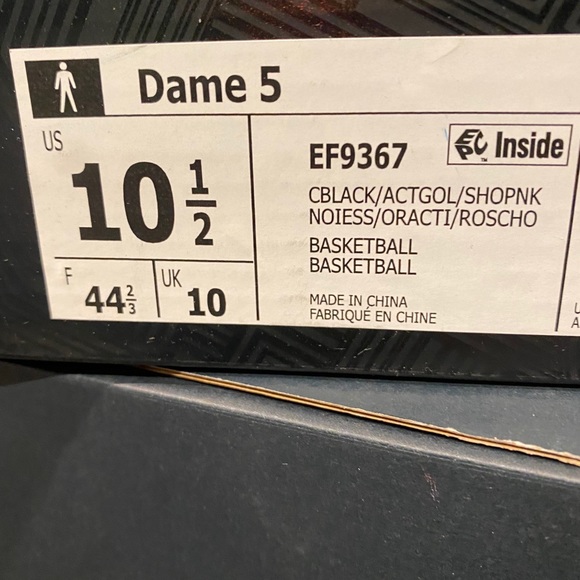 Dame 5
US
10 1/2
F
44 2/3
UK
10
EF9367
EPC™ Inside
CBLACK/ACTGOL/SHOPNK
NOIESS/ORACTI/ROSCHO
BASKETBALL
BASKETBALL
MADE IN CHINA
FABRIQUÉ EN CHINE